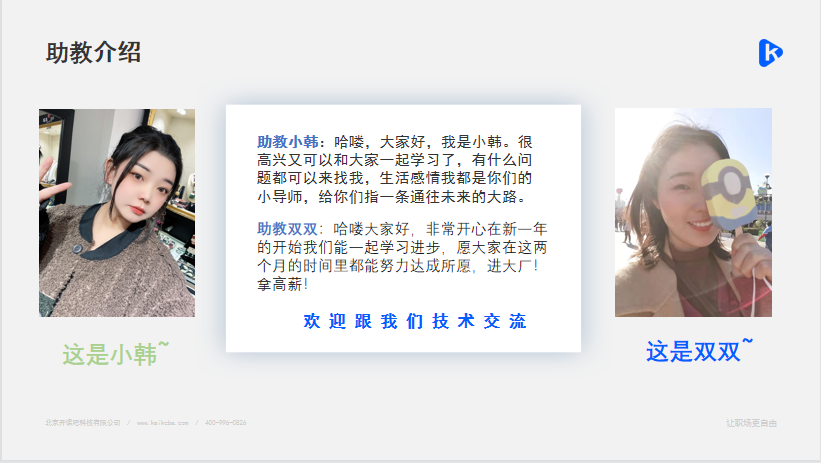 助教介绍
助教小韩：哈喽，大家好，我是小韩。很
高兴又可以和大家一起学习了，有什么问
题都可以来找我，生活感情我都是你们的
小导师，给你们指一条通往未来的大路。
助教双双：哈喽大家好，非常开心在新一年
的开始我们能一起学习进步，愿大家在这两
个月的时间里都能努力达成所愿，进大厂！
拿高薪！
欢迎跟我们技术交流
这是小韩~
这是双双~
北京开课吧科技有限公司 / www.kaikeba.com / 400-996-0826
让职场更自由